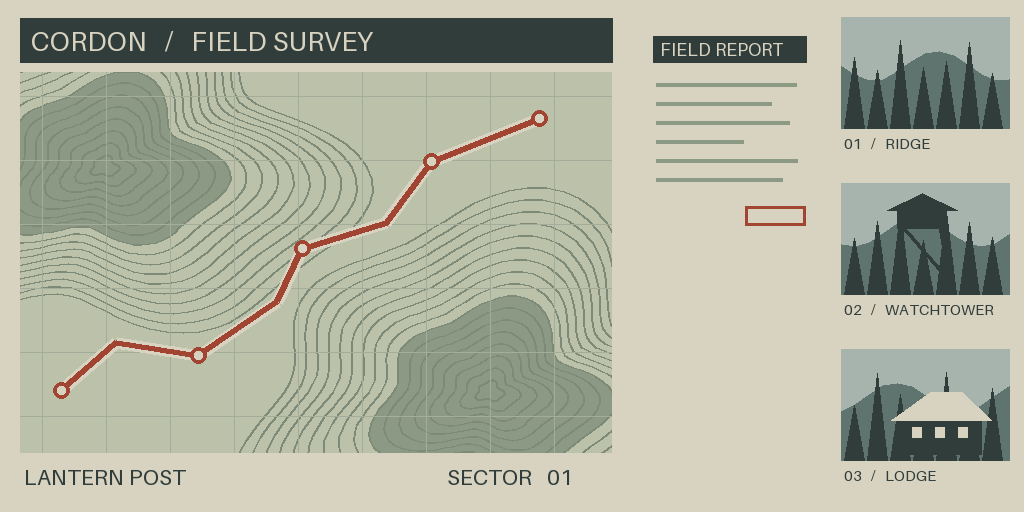 CORDON / FIELD SURVEY
LANTERN POST
SECTOR 01
FIELD REPORT
01 / RIDGE
02 / WATCHTOWER
03 / LODGE